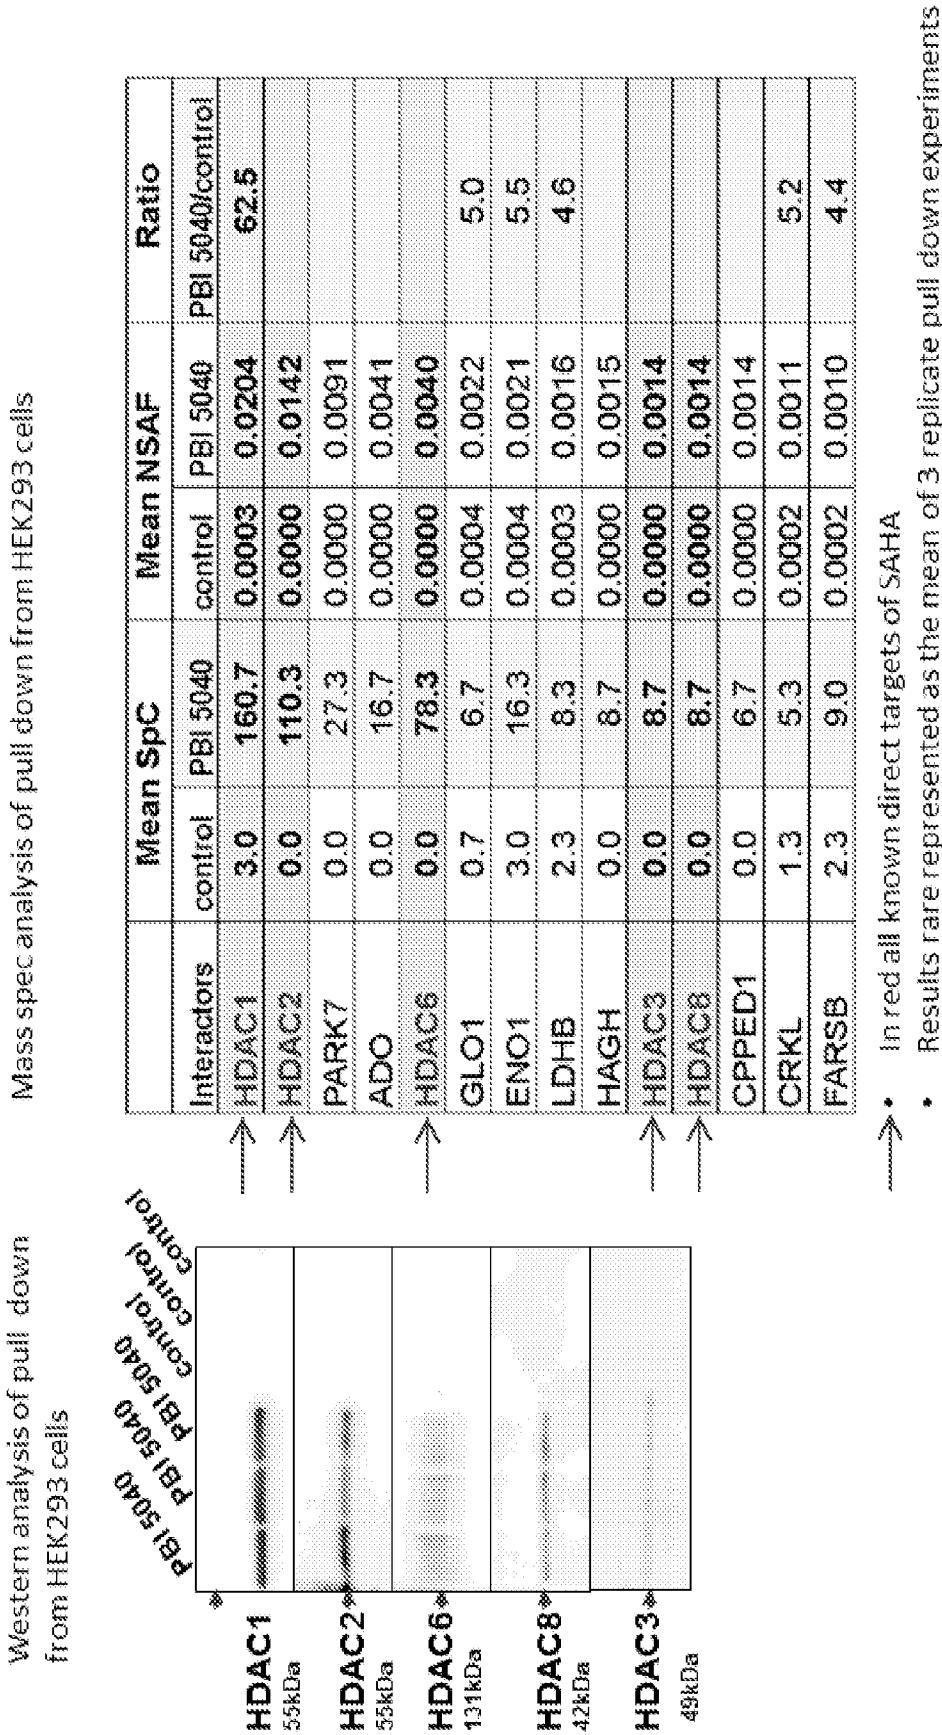 Western analysis of pull down
from HEK293 cells
PBI 5040 PBI 5040 PBI 5040 control control control
HDAC1
55kDa
HDAC2
55kDa
HDAC6
131kDa
HDAC8
42kDa
HDAC3
49kDa
Mass spec analysis of pull down from HEK293 cells
Mean SpC Mean NSAF Ratio
Interactors control PBI 5040 control PBI 5040 PBI 5040/control
HDAC1 3.0 160.7 0.0003 0.0204 62.5
HDAC2 0.0 110.3 0.0000 0.0142
PARK7 0.0 27.3 0.0000 0.0091
ADO 0.0 16.7 0.0000 0.0041
HDAC6 0.0 78.3 0.0000 0.0040
GLO1 0.7 6.7 0.0004 0.0022 5.0
ENO1 3.0 16.3 0.0004 0.0021 5.5
LDHB 2.3 8.3 0.0003 0.0016 4.6
HAGH 0.0 8.7 0.0000 0.0015
HDAC3 0.0 8.7 0.0000 0.0014
HDAC8 0.0 8.7 0.0000 0.0014
CPPED1 0.0 6.7 0.0000 0.0014
CRKL 1.3 5.3 0.0002 0.0011 5.2
FARSB 2.3 9.0 0.0002 0.0010 4.4
• In red all known direct targets of SAHA
• Results rare represented as the mean of 3 replicate pull down experiments